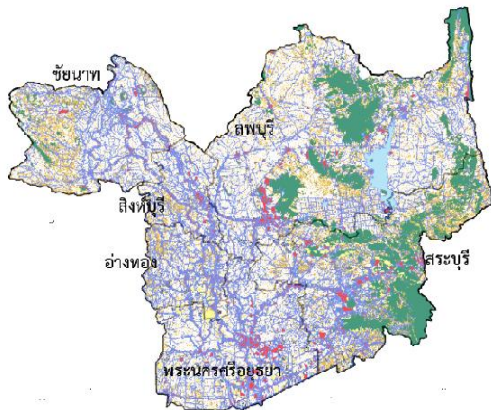 ชัยนาท
ลพบุรี
สิงห์บุรี
อ่างทอง
สระบุรี
พระนครศรีอยุธยา